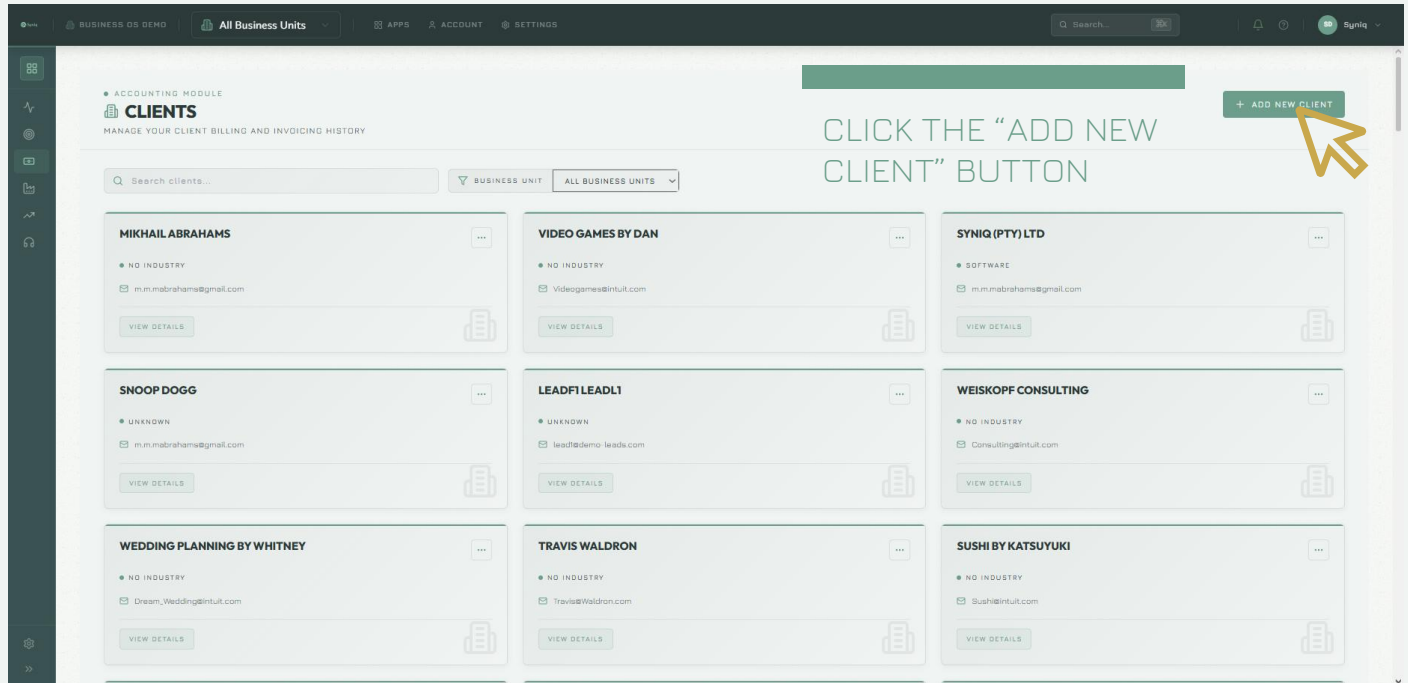 Syniq
BUSINESS OS DEMO
All Business Units
APPS
ACCOUNT
SETTINGS
Search...
⌘K
SD
Syniq
ACCOUNTING MODULE
CLIENTS
MANAGE YOUR CLIENT BILLING AND INVOICING HISTORY
+ ADD NEW CLIENT
CLICK THE “ADD NEW
CLIENT” BUTTON
Search clients...
BUSINESS UNIT
ALL BUSINESS UNITS
MIKHAIL ABRAHAMS
NO INDUSTRY
m.m.mabrahams@gmail.com
VIEW DETAILS
VIDEO GAMES BY DAN
NO INDUSTRY
Videogames@intuit.com
VIEW DETAILS
SYNIQ (PTY) LTD
SOFTWARE
m.m.mabrahams@gmail.com
VIEW DETAILS
SNOOP DOGG
UNKNOWN
m.m.mabrahams@gmail.com
VIEW DETAILS
LEADF1 LEADL1
UNKNOWN
lead1@demo-leads.com
VIEW DETAILS
WEISKOPF CONSULTING
NO INDUSTRY
Consulting@intuit.com
VIEW DETAILS
WEDDING PLANNING BY WHITNEY
NO INDUSTRY
Dream_Wedding@intuit.com
VIEW DETAILS
TRAVIS WALDRON
NO INDUSTRY
Travis@Waldron.com
VIEW DETAILS
SUSHI BY KATSUYUKI
NO INDUSTRY
Sushi@intuit.com
VIEW DETAILS